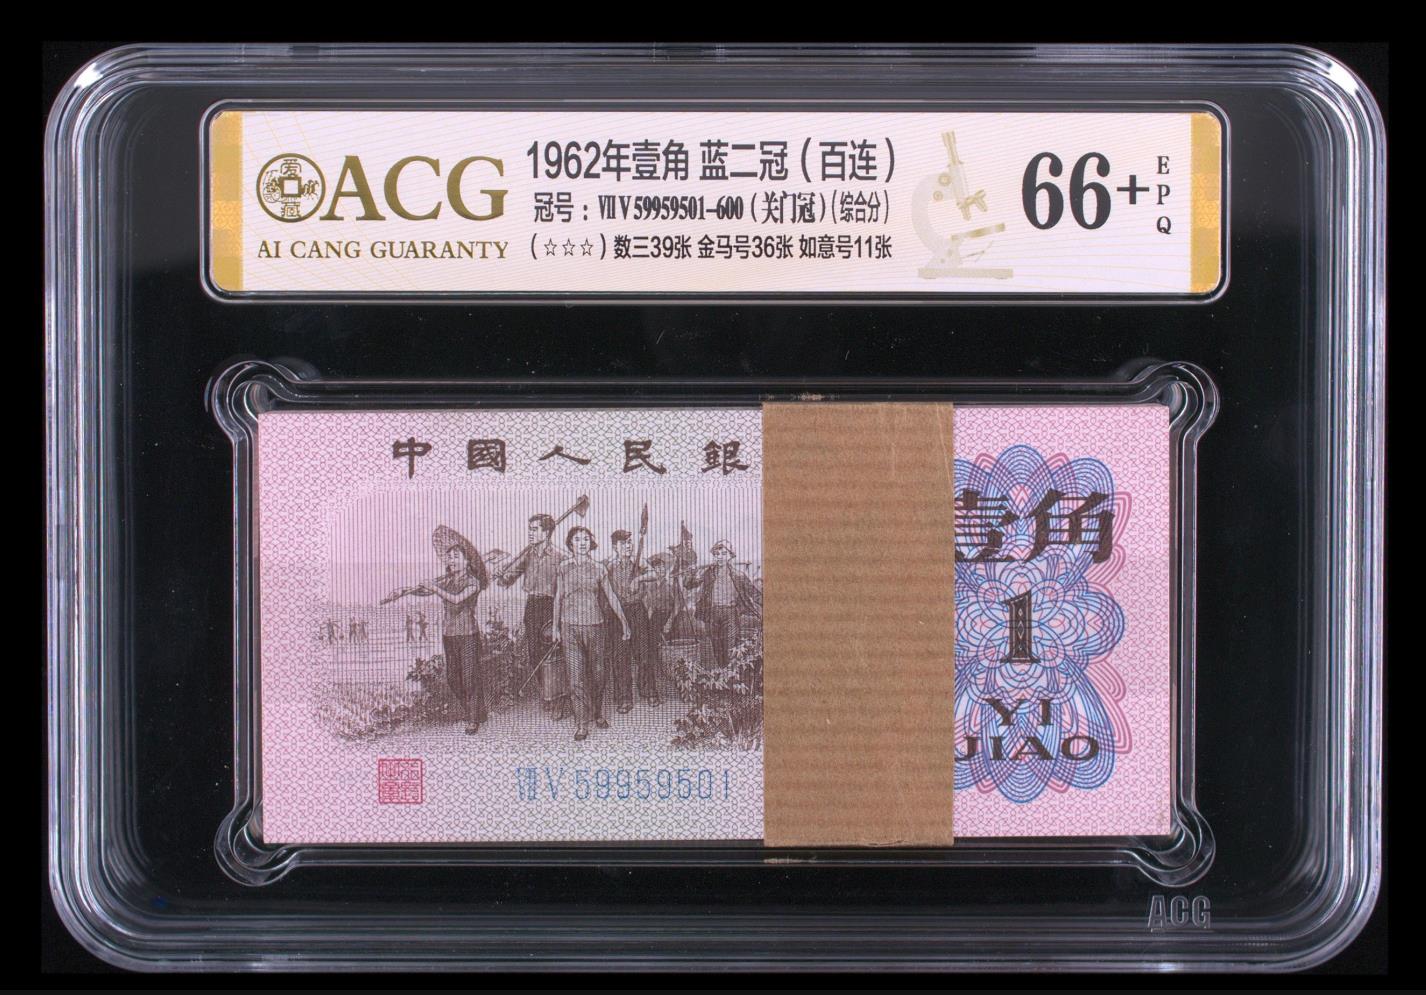 ACG
AI CANG GUARANTY
1962年壹角 蓝二冠（百连）
冠号：ⅦⅤ59959501-600（关门冠）（综合分）
（☆☆☆）数三39张 金马号36张 如意号11张
66+
EPQ
中國人民銀
壹角
1
YI
JIAO
ⅦⅤ59959501
ACG